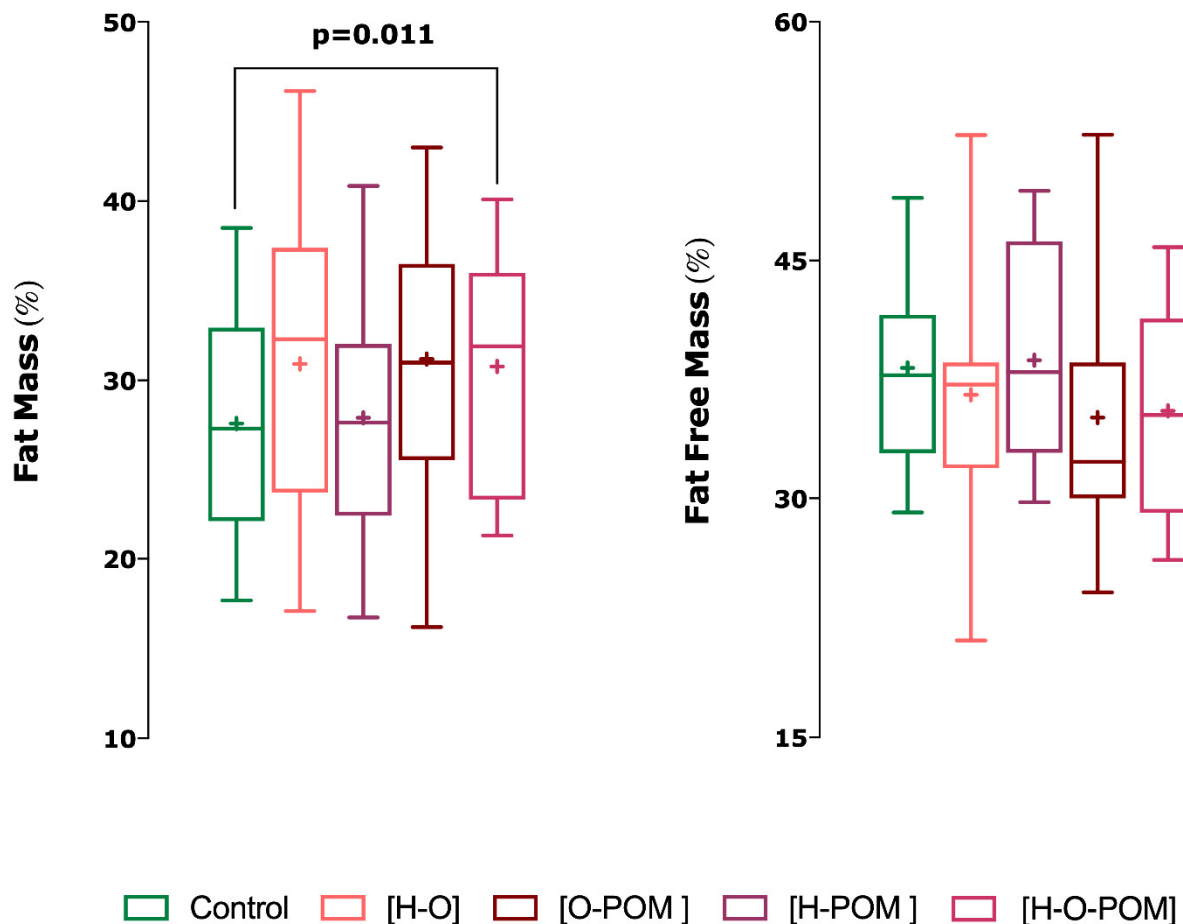 50
p=0.011
40
30
20
10
Fat Mass (%)
60
45
30
15
Fat Free Mass (%)
Control [H-O] [O-POM ] [H-POM ] [H-O-POM]